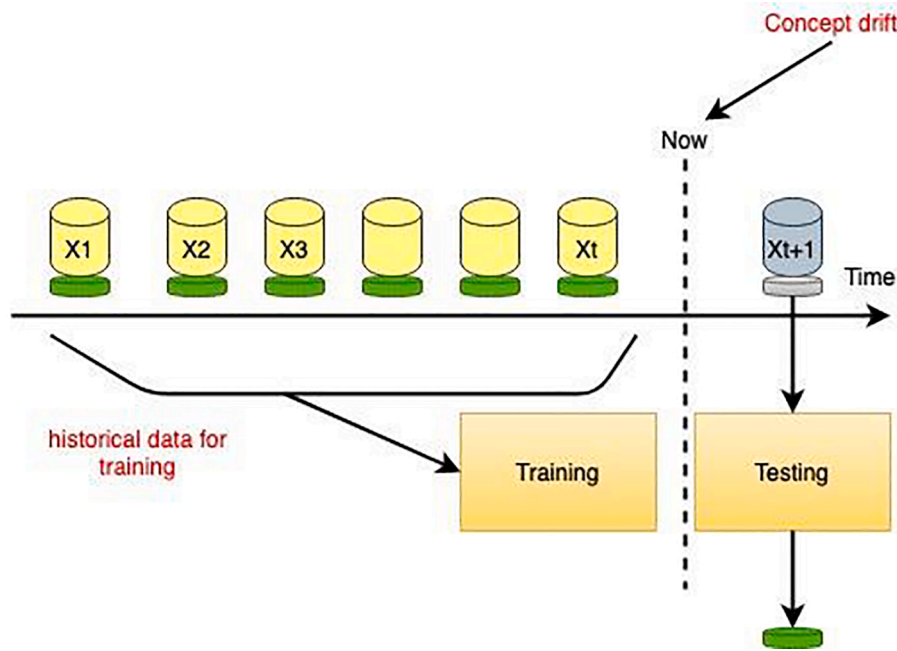 Concept drift
Now
X1
X2
X3
Xt
Xt+1
Time
historical data for
training
Training
Testing